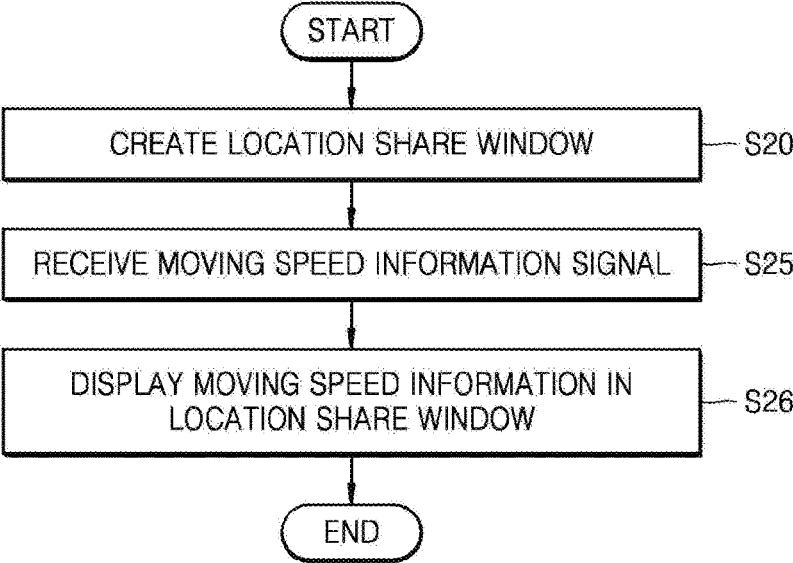 START
CREATE LOCATION SHARE WINDOW
S20
RECEIVE MOVING SPEED INFORMATION SIGNAL
S25
DISPLAY MOVING SPEED INFORMATION IN
LOCATION SHARE WINDOW
S26
END